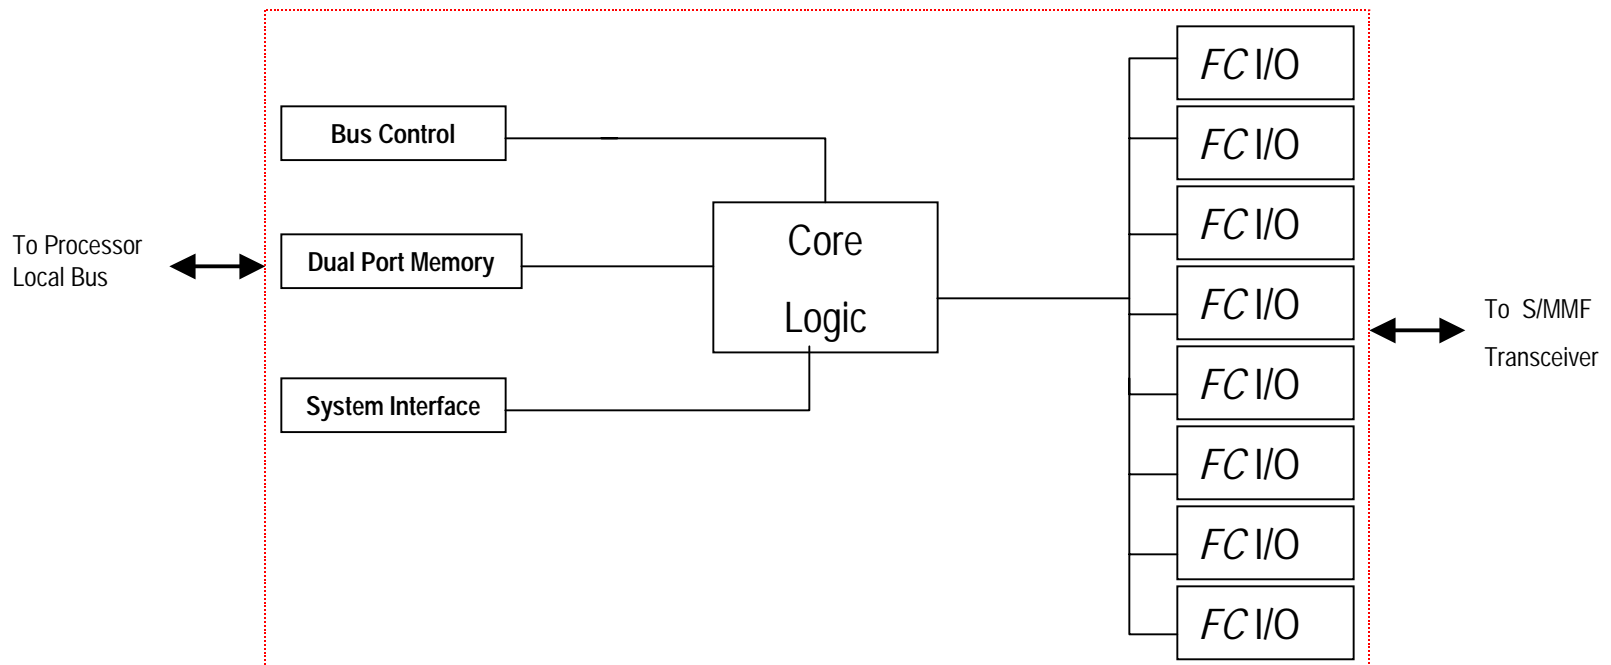 To Processor
Local Bus
Bus Control
Dual Port Memory
System Interface
Core
Logic
FC I/O
FC I/O
FC I/O
FC I/O
FC I/O
FC I/O
FC I/O
FC I/O
To S/MMF
Transceiver